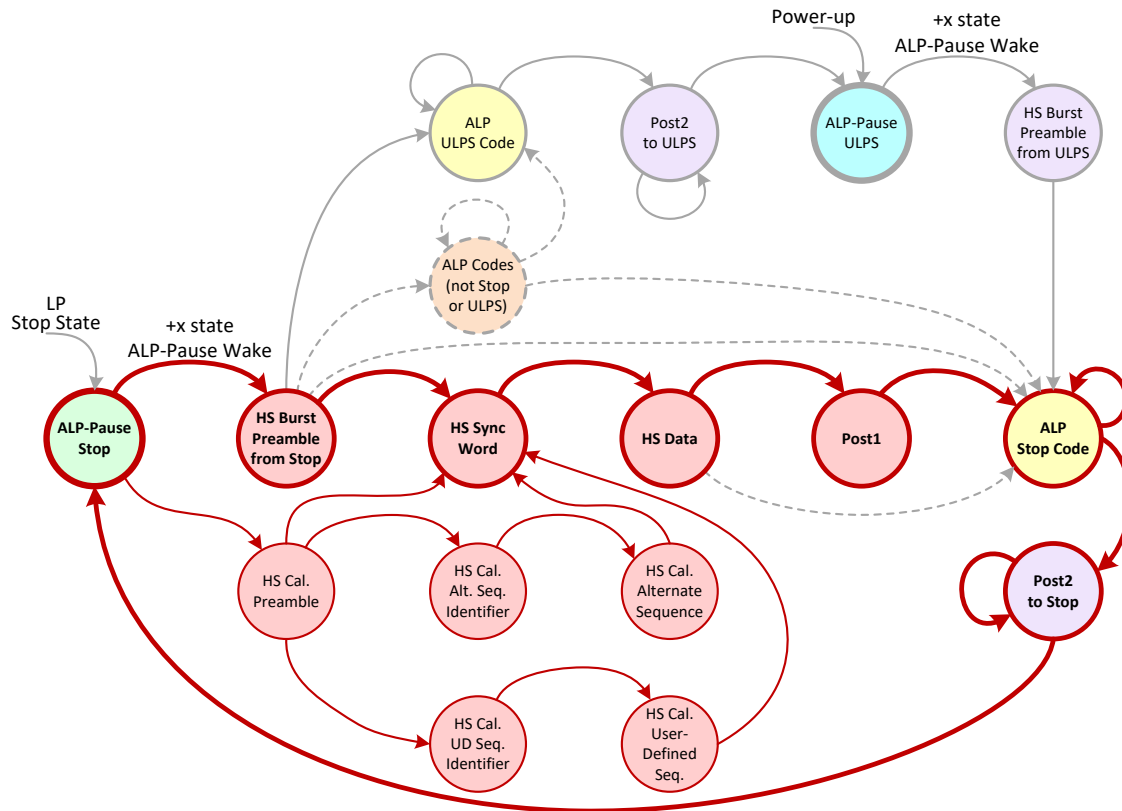 Power-up
+x state
ALP-Pause Wake
ALP
ULPS Code
Post2
to ULPS
ALP-Pause
ULPS
HS Burst
Preamble
from ULPS
ALP Codes
(not Stop
or ULPS)
LP
Stop State
+x state
ALP-Pause Wake
ALP-Pause
Stop
HS Burst
Preamble
from Stop
HS Sync
Word
HS Data
Post1
ALP
Stop Code
HS Cal.
Preamble
HS Cal.
Alt. Seq.
Identifier
HS Cal.
Alternate
Sequence
Post2
to Stop
HS Cal.
UD Seq.
Identifier
HS Cal.
User-
Defined
Seq.